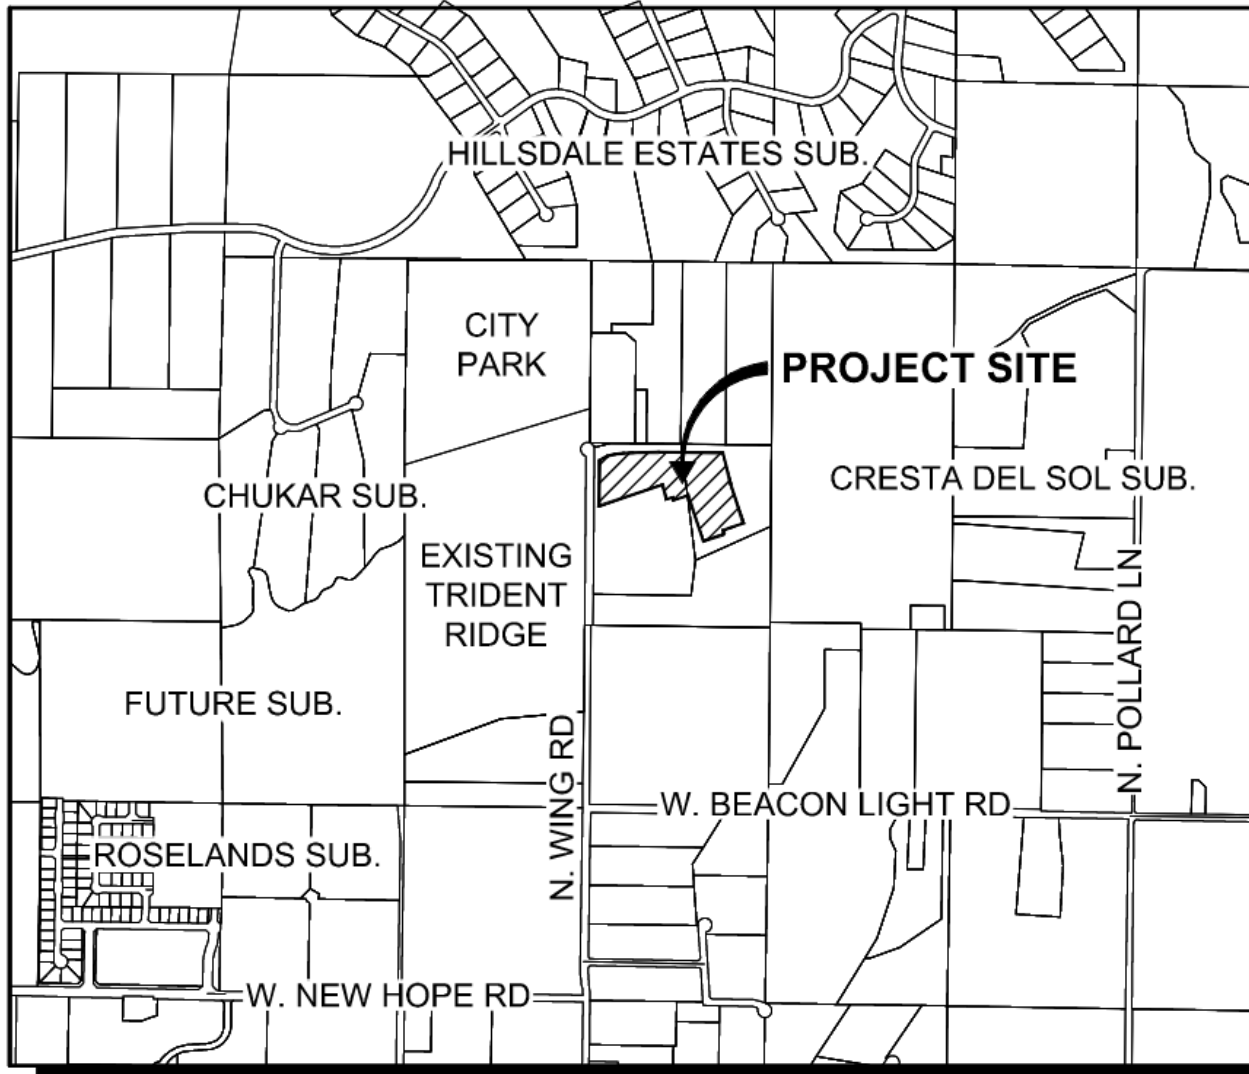 HILLSDALE ESTATES SUB.
CITY
PARK
PROJECT SITE
CHUKAR SUB.
CRESTA DEL SOL SUB.
EXISTING
TRIDENT
RIDGE
FUTURE SUB.
N. WING RD
N. POLLARD LN
W. BEACON LIGHT RD
ROSELANDS SUB.
W. NEW HOPE RD